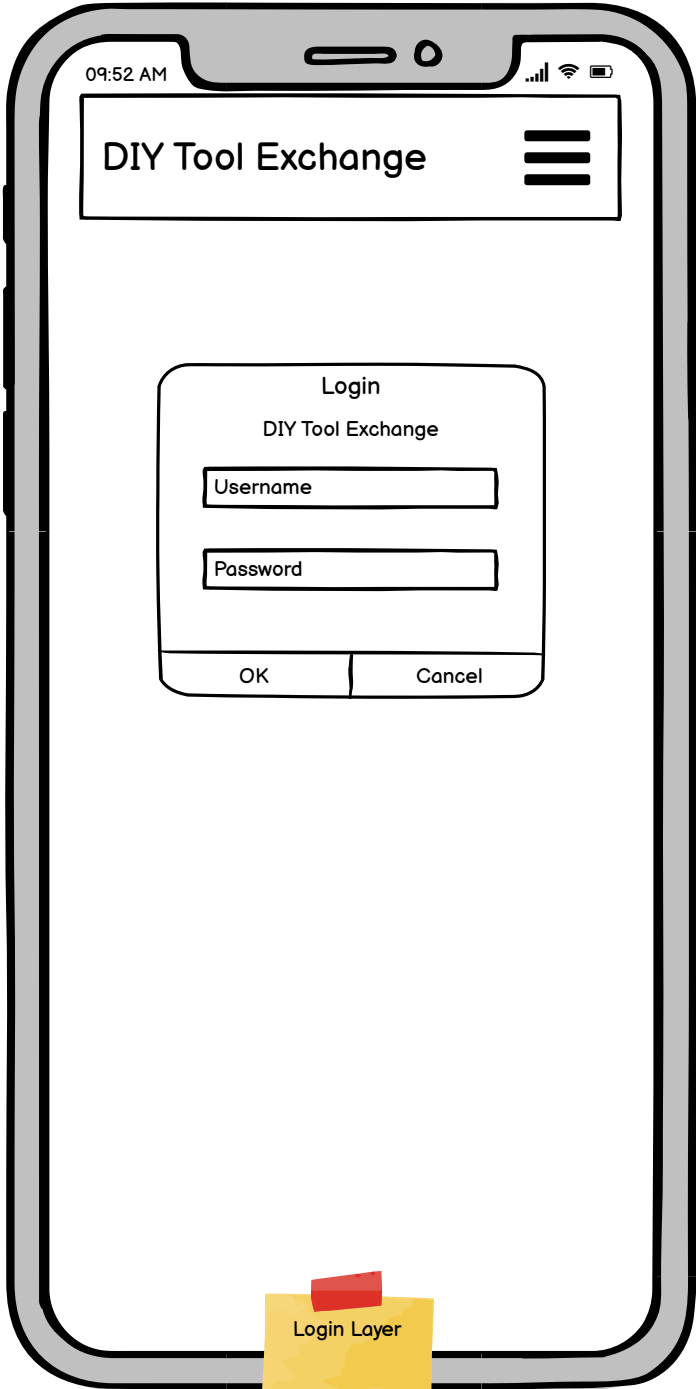 09:52 AM
DIY Tool Exchange
Login
DIY Tool Exchange
Username
Password
OK
Cancel
Login Layer